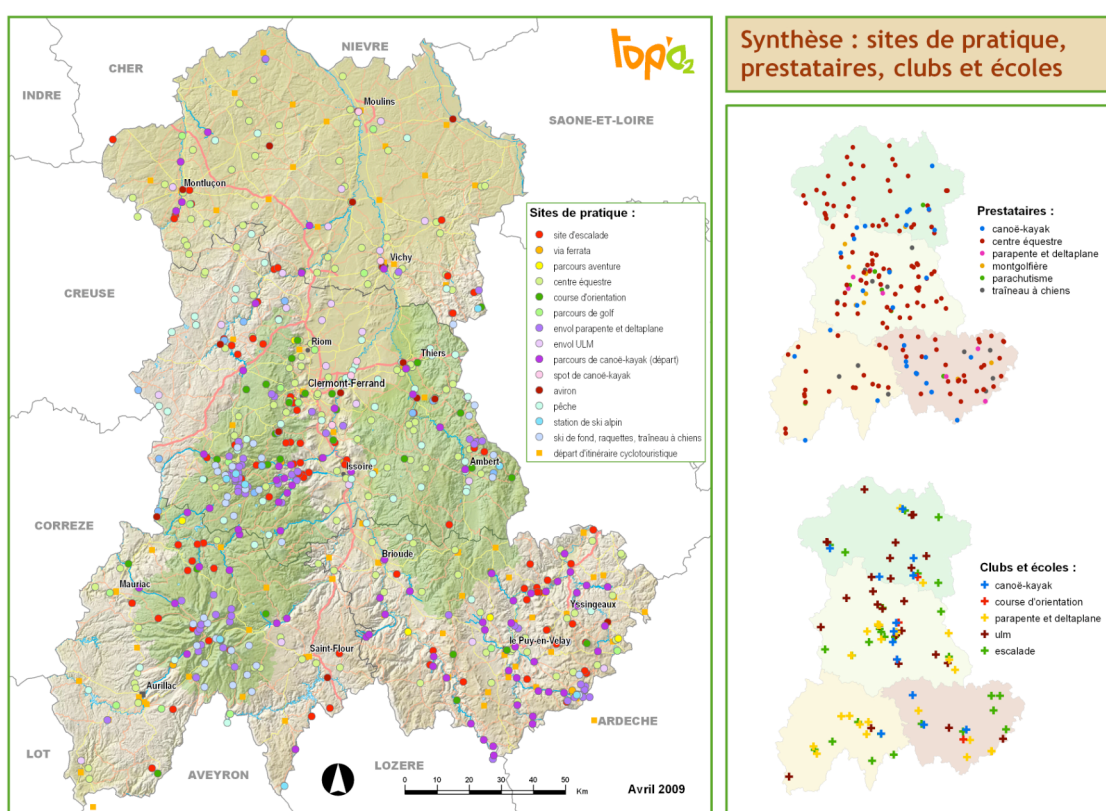 Synthèse : sites de pratique,
prestataires, clubs et écoles
top'o2
NIEVRE
CHER
INDRE
SAONE-ET-LOIRE
Moulins
Montluçon
Vichy
CREUSE
Riom
Thiers
Clermont-Ferrand
Issoire
Ambert
CORREZE
Brioude
Mauriac
Yssingeaux
le Puy-en-Velay
Saint-Flour
Aurillac
ARDECHE
LOT
AVEYRON
LOZERE
0 10 20 30 40 50
Km
Avril 2009
Sites de pratique :
site d'escalade
via ferrata
parcours aventure
centre équestre
course d'orientation
parcours de golf
envol parapente et deltaplane
envol ULM
parcours de canoë-kayak (départ)
spot de canoë-kayak
aviron
pêche
station de ski alpin
ski de fond, raquettes, traîneau à chiens
départ d'itinéraire cyclotouristique
Prestataires :
canoë-kayak
centre équestre
parapente et deltaplane
montgolfière
parachutisme
traîneau à chiens
Clubs et écoles :
canoë-kayak
course d'orientation
parapente et deltaplane
ulm
escalade